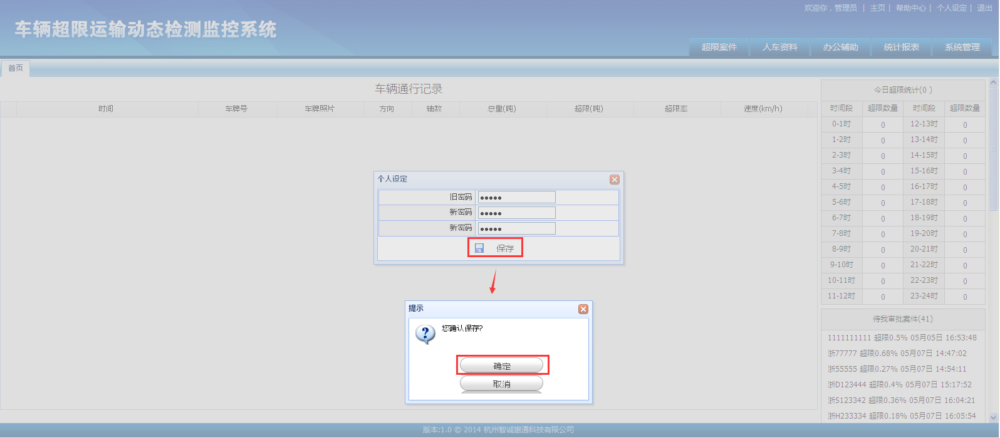 欢迎你，管理员 | 主页 | 帮助中心 | 个人设定 | 退出
车辆超限运输动态检测监控系统
超限案件 人车资料 办公辅助 统计报表 系统管理
首页
车辆通行记录
时间 车牌号 车牌照片 方向 轴数 总重(吨) 超限(吨) 超限率 速度(km/h)
今日超限统计(0 )
时间段 超限数量 时间段 超限数量
0-1时 0 12-13时 0
1-2时 0 13-14时 0
2-3时 0 14-15时 0
3-4时 0 15-16时 0
4-5时 0 16-17时 0
5-6时 0 17-18时 0
6-7时 0 18-19时 0
7-8时 0 19-20时 0
8-9时 0 20-21时 0
9-10时 0 21-22时 0
10-11时 0 22-23时 0
11-12时 0 23-24时 0
待我审批案件(41)
1111111111 超限0.5% 05月05日 16:53:48
浙77777 超限0.68% 05月07日 14:47:02
浙55555 超限0.27% 05月07日 14:54:11
浙D123444 超限0.4% 05月07日 15:17:52
浙S123342 超限0.36% 05月07日 16:04:21
浙H233334 超限0.18% 05月07日 16:05:54
个人设定
旧密码 ●●●●●
新密码 ●●●●●
新密码 ●●●●●
保存
提示
您确认保存?
确定
取消
版本:1.0 © 2014 杭州智诚惠通科技有限公司